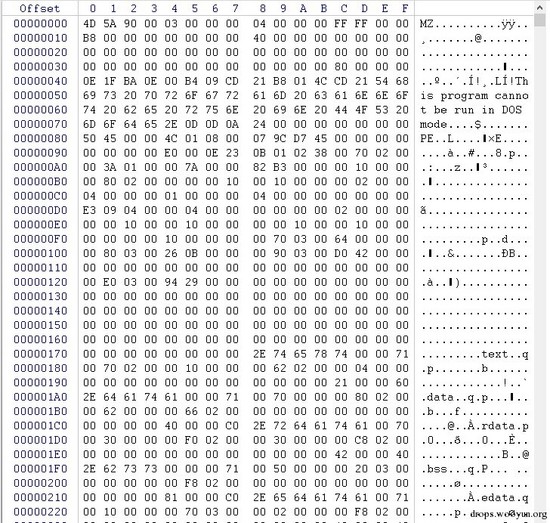 Offset 0 1 2 3 4 5 6 7 8 9 A B C D E F
00000000 4D 5A 90 00 03 00 00 00 04 00 00 00 FF FF 00 00 MZ..........ÿÿ..
00000010 B8 00 00 00 00 00 00 00 40 00 00 00 00 00 00 00 ¸.......@.......
00000020 00 00 00 00 00 00 00 00 00 00 00 00 00 00 00 00 ................
00000030 00 00 00 00 00 00 00 00 00 00 00 00 80 00 00 00
00000040 0E 1F BA 0E 00 B4 09 CD 21 B8 01 4C CD 21 54 68 ..º..´.Í!¸.LÍ!Th
00000050 69 73 20 70 72 6F 67 72 61 6D 20 63 61 6E 6E 6F is program canno
00000060 74 20 62 65 20 72 75 6E 20 69 6E 20 44 4F 53 20 t be run in DOS
00000070 6D 6F 64 65 2E 0D 0D 0A 24 00 00 00 00 00 00 00 mode....$.......
00000080 50 45 00 00 4C 01 08 00 07 9C D7 45 00 00 00 00 PE..L....
00000090 00 00 00 00 E0 00 0E 23 0B 01 02 38 00 70 02 00 ....à..#...8.p..
000000A0 00 3A 01 00 00 7A 00 00 82 B3 00 00 00 10 00 00 .:...z..
000000B0 00 80 02 00 00 00 00 10 00 10 00 00 00 02 00 00
000000C0 04 00 00 00 01 00 00 00 04 00 00 00 00 00 00 00 ................
000000D0 E3 09 04 00 00 04 00 00 00 00 00 00 02 00 00 00 ã...............
000000E0 00 00 10 00 00 10 00 00 00 00 10 00 00 10 00 00 ................
000000F0 00 00 00 00 10 00 00 00 00 70 03 00 64 00 00 00 .........p..d...
00000100 00 80 03 00 26 0B 00 00 00 90 03 00 D0 42 00 00 ....&.......ÐB..
00000110 00 00 00 00 00 00 00 00 00 00 00 00 00 00 00 00 ................
00000120 00 E0 03 00 94 29 00 00 00 00 00 00 00 00 00 00 .à..
00000130 00 00 00 00 00 00 00 00 00 00 00 00 00 00 00 00 ................
00000140 00 00 00 00 00 00 00 00 00 00 00 00 00 00 00 00 ................
00000150 00 00 00 00 00 00 00 00 00 00 00 00 00 00 00 00 ................
00000160 00 00 00 00 00 00 00 00 00 00 00 00 00 00 00 00 ................
00000170 00 00 00 00 00 00 00 00 2E 74 65 78 74 00 00 71 .........text..q
00000180 00 70 02 00 00 10 00 00 00 62 02 00 00 04 00 00 .p.......b......
00000190 00 00 00 00 00 00 00 00 00 00 00 00 21 00 00 60 ............!..`
000001A0 2E 64 61 74 61 00 00 71 00 70 00 00 00 80 02 00 .data..q.p...
000001B0 00 62 00 00 00 66 02 00 00 00 00 00 00 00 00 00 .b...f..........
000001C0 00 00 00 00 40 00 00 C0 2E 72 64 61 74 61 00 70 ....@..À.rdata.p
000001D0 00 30 00 00 00 F0 02 00 00 30 00 00 00 C8 02 00 .0...ð...0...È..
000001E0 00 00 00 00 00 00 00 00 00 00 00 00 42 00 00 40 ............B..@
000001F0 2E 62 73 73 00 00 00 71 00 50 00 00 00 20 03 00 .bss...q.P... ..
00000200 00 00 00 00 00 F8 02 00 00 00 00 00 00 00 00 00 .....ø..........
00000210 00 00 00 00 81 00 00 C0 2E 65 64 61 74 61 00 71 .......À.edata.q
00000220 00 10 00 00 00 70 03 00 00 02 00 00 00 F8 02 00 .....p.
drops.wooyun.org